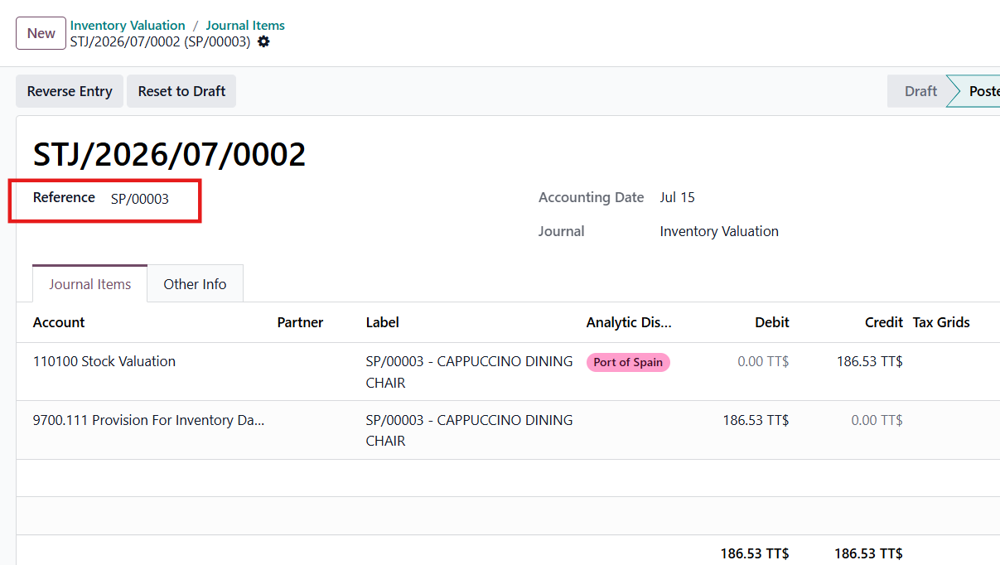 New
Inventory Valuation / Journal Items
STJ/2026/07/0002 (SP/00003)
Reverse Entry Reset to Draft
Draft Poste
STJ/2026/07/0002
Reference SP/00003
Accounting Date Jul 15
Journal Inventory Valuation
Journal Items Other Info
Account Partner Label Analytic Dis... Debit Credit Tax Grids
110100 Stock Valuation SP/00003 - CAPPUCCINO DINING Port of Spain 0.00 TT$ 186.53 TT$
CHAIR
9700.111 Provision For Inventory Da... SP/00003 - CAPPUCCINO DINING 186.53 TT$ 0.00 TT$
CHAIR
186.53 TT$ 186.53 TT$